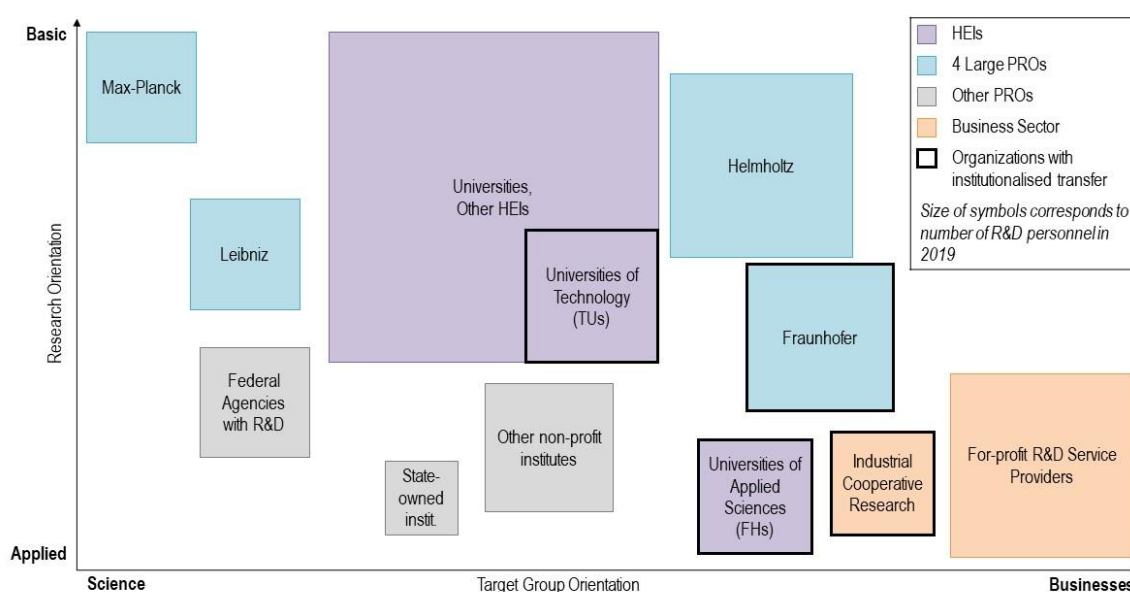 Basic
Research Orientation
Applied
Max-Planck
Leibniz
Federal
Agencies
with R&D
State-
owned
instit.
Universities,
Other HEIs
Universities of
Technology
(TUs)
Other non-profit
institutes
Helmholtz
Fraunhofer
Universities of
Applied
Sciences
(FHs)
Industrial
Cooperative
Research
For-profit R&D Service
Providers
HEIs
4 Large PROs
Other PROs
Business Sector
Organizations with
institutionalised transfer
Size of symbols corresponds to
number of R&D personnel in
2019
Science
Target Group Orientation
Businesses